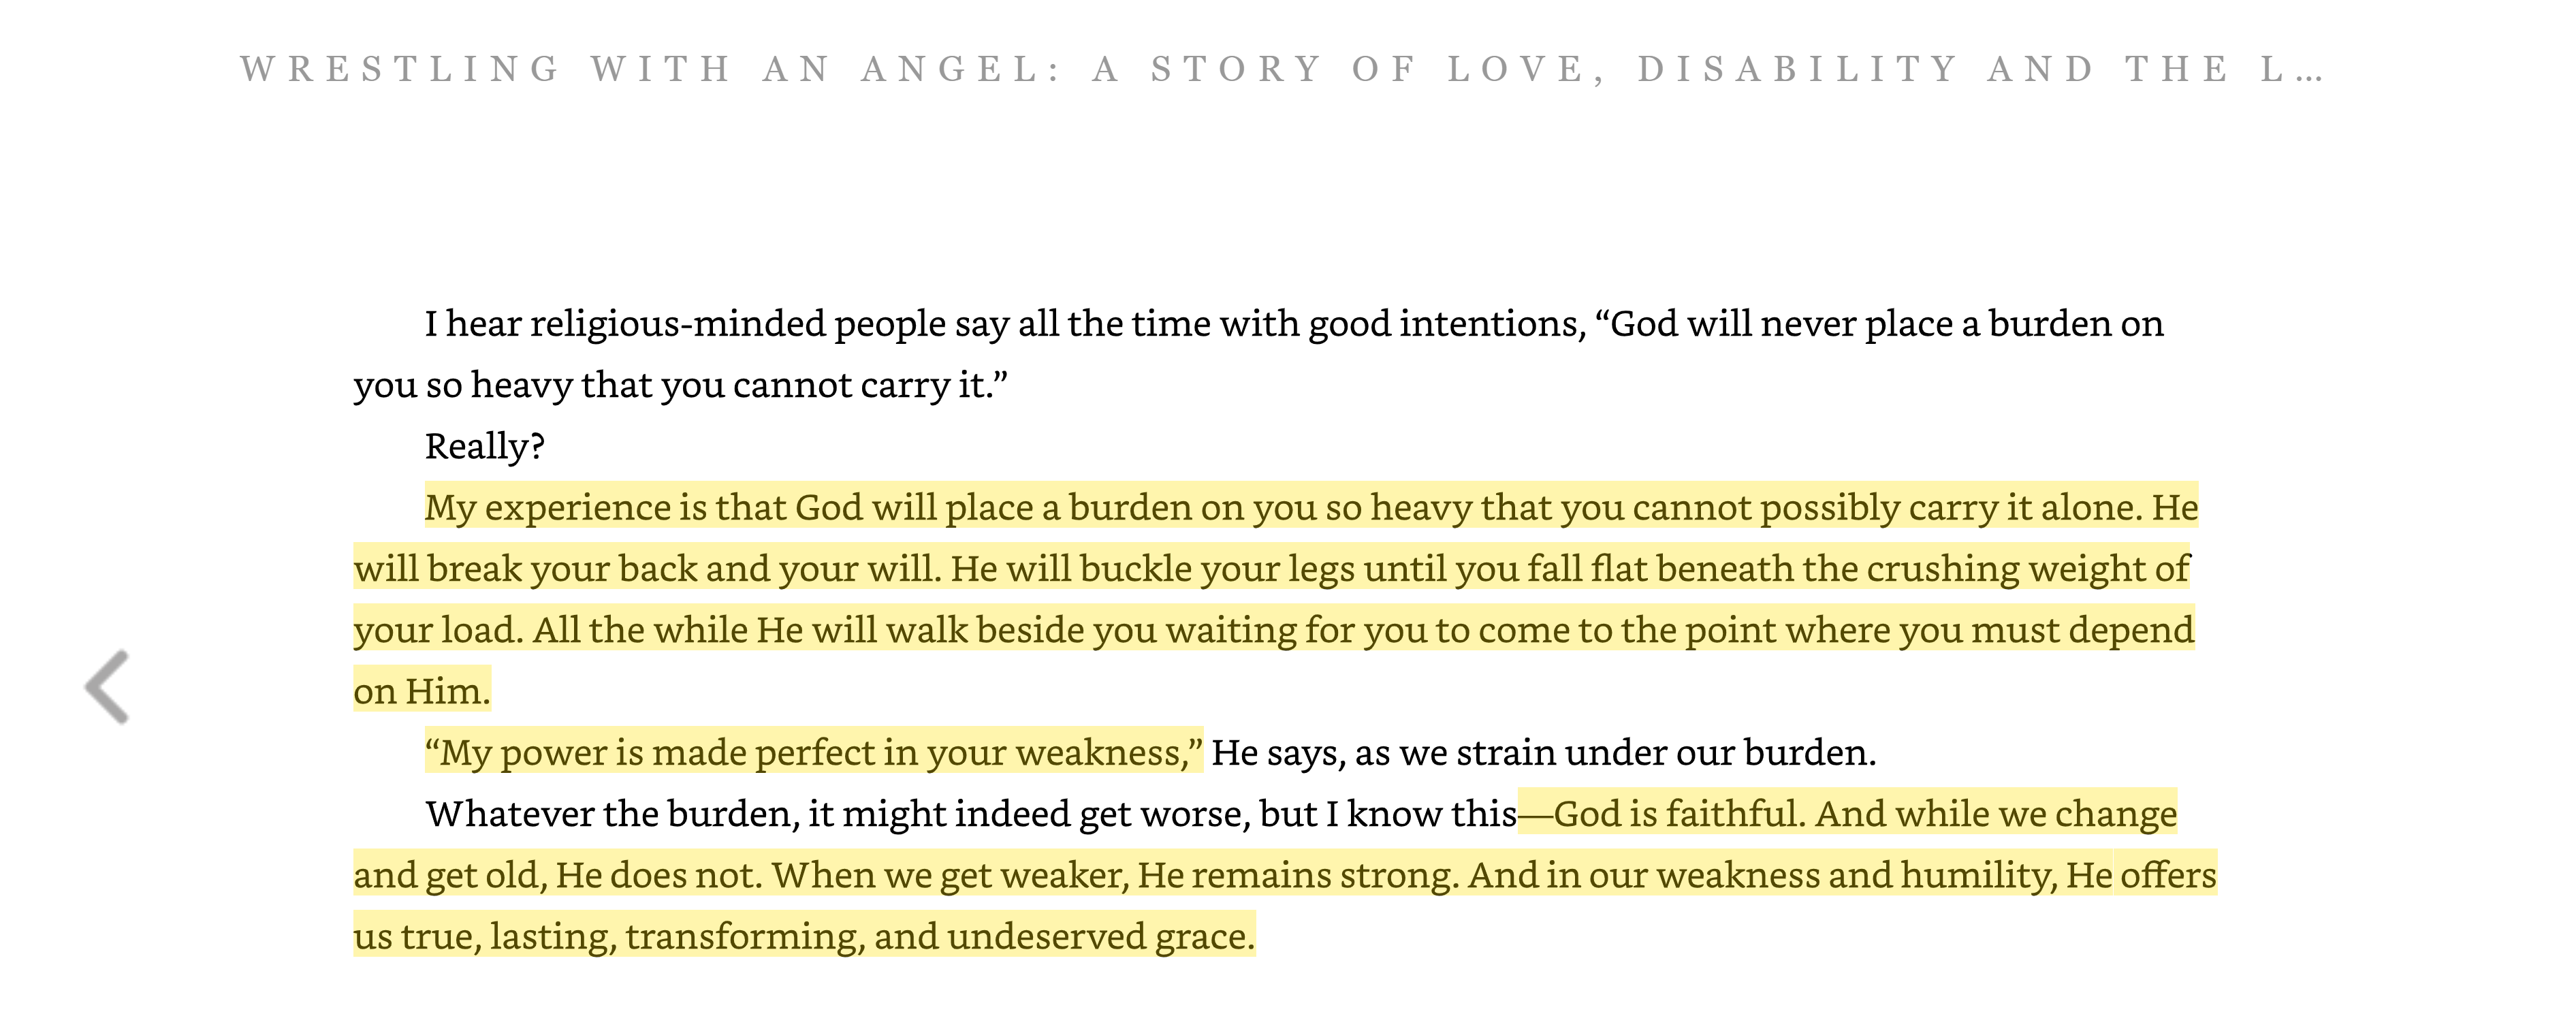 WRESTLING WITH AN ANGEL: A STORY OF LOVE, DISABILITY AND THE L…
I hear religious-minded people say all the time with good intentions, “God will never place a burden on
you so heavy that you cannot carry it.”
Really?
My experience is that God will place a burden on you so heavy that you cannot possibly carry it alone. He
will break your back and your will. He will buckle your legs until you fall flat beneath the crushing weight of
your load. All the while He will walk beside you waiting for you to come to the point where you must depend
on Him.
“My power is made perfect in your weakness,” He says, as we strain under our burden.
Whatever the burden, it might indeed get worse, but I know this—God is faithful. And while we change
and get old, He does not. When we get weaker, He remains strong. And in our weakness and humility, He offers
us true, lasting, transforming, and undeserved grace.